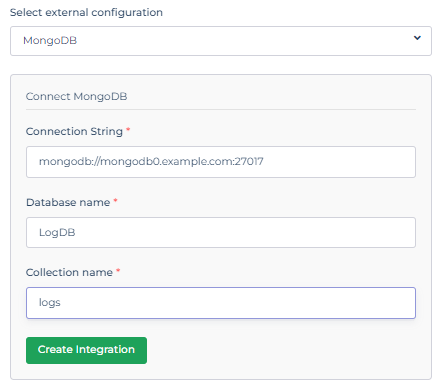 Select external configuration
MongoDB
Connect MongoDB
Connection String *
mongodb://mongodb0.example.com:27017
Database name *
LogDB
Collection name *
logs
Create Integration